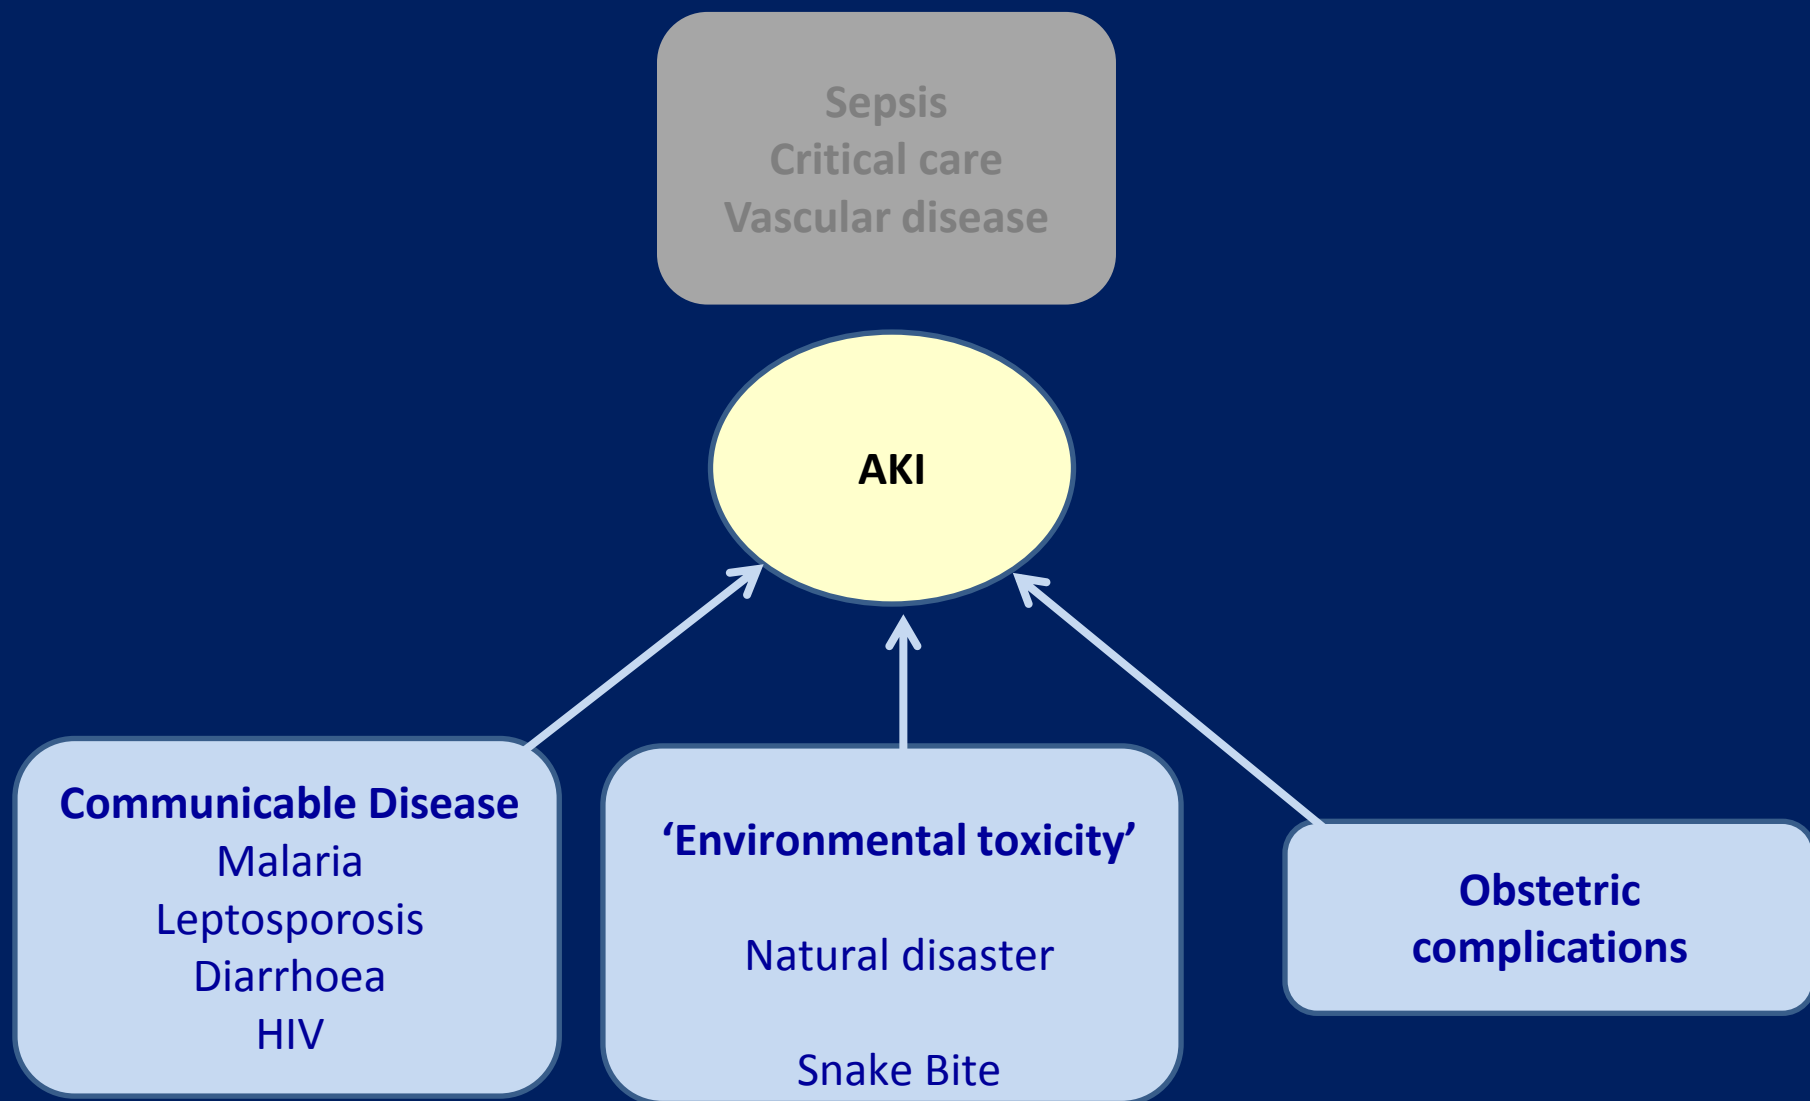 Sepsis
Critical care
Vascular disease
AKI
Communicable Disease
Malaria
Leptosporosis
Diarrhoea
HIV
‘Environmental toxicity’
Natural disaster
Snake Bite
Obstetric
complications